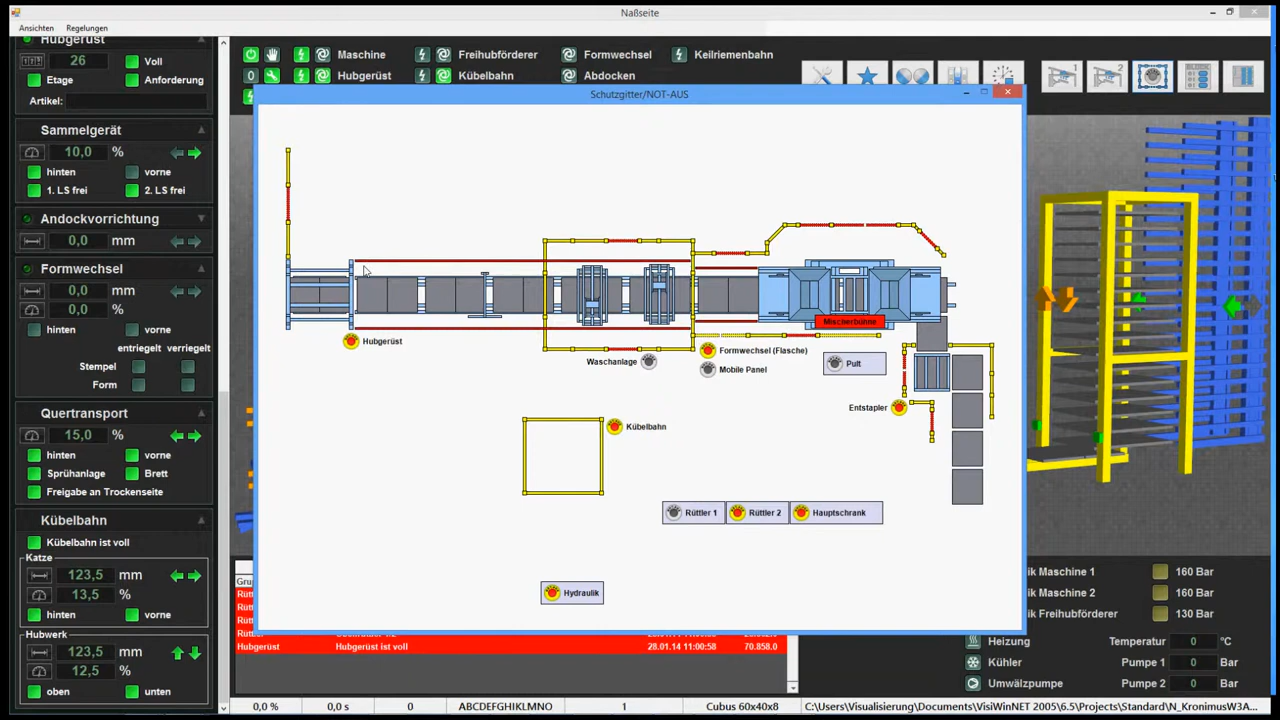 Naßseite
Ansichten Regelungen
Hubgerüst
26 Voll
Etage Anforderung
Artikel:
Sammelgerät
10,0 %
hinten vorne
1. LS frei 2. LS frei
Andockvorrichtung
0,0 mm
Formwechsel
0,0 mm
0,0 %
hinten vorne
entriegelt verriegelt
Stempel
Form
Quertransport
15,0 %
hinten vorne
Sprühanlage Brett
Freigabe an Trockenseite
Kübelbahn
Kübelbahn ist voll
Katze
123,5 mm
13,5 %
hinten vorne
Hubwerk
123,5 mm
12,5 %
oben unten
Maschine Freihubförderer Formwechsel Keilriemenbahn
0 Hubgerüst Kübelbahn Abdocken
1 2
Schutzgitter/NOT-AUS
Mischerbühne
Hubgerüst
Waschanlage
Formwechsel (Flasche)
Mobile Panel
Pult
Entstapler
Kübelbahn
Rüttler 1 Rüttler 2 Hauptschrank
Hydraulik
Hubgerüst Hubgerüst ist voll 28.01.14 11:00:58 70.858.0
Maschine 1 160 Bar
Maschine 2 160 Bar
Freihubförderer 130 Bar
Heizung Temperatur 0 °C
Kühler Pumpe 1 0 Bar
Umwälzpumpe Pumpe 2 0 Bar
0,0 % 0,0 s 0 ABCDEFGHIKLMNO 1 Cubus 60x40x8 C:\Users\Visualisierung\Documents\VisiWinNET 2005\6.5\Projects\Standard\N_KronimusW3A...